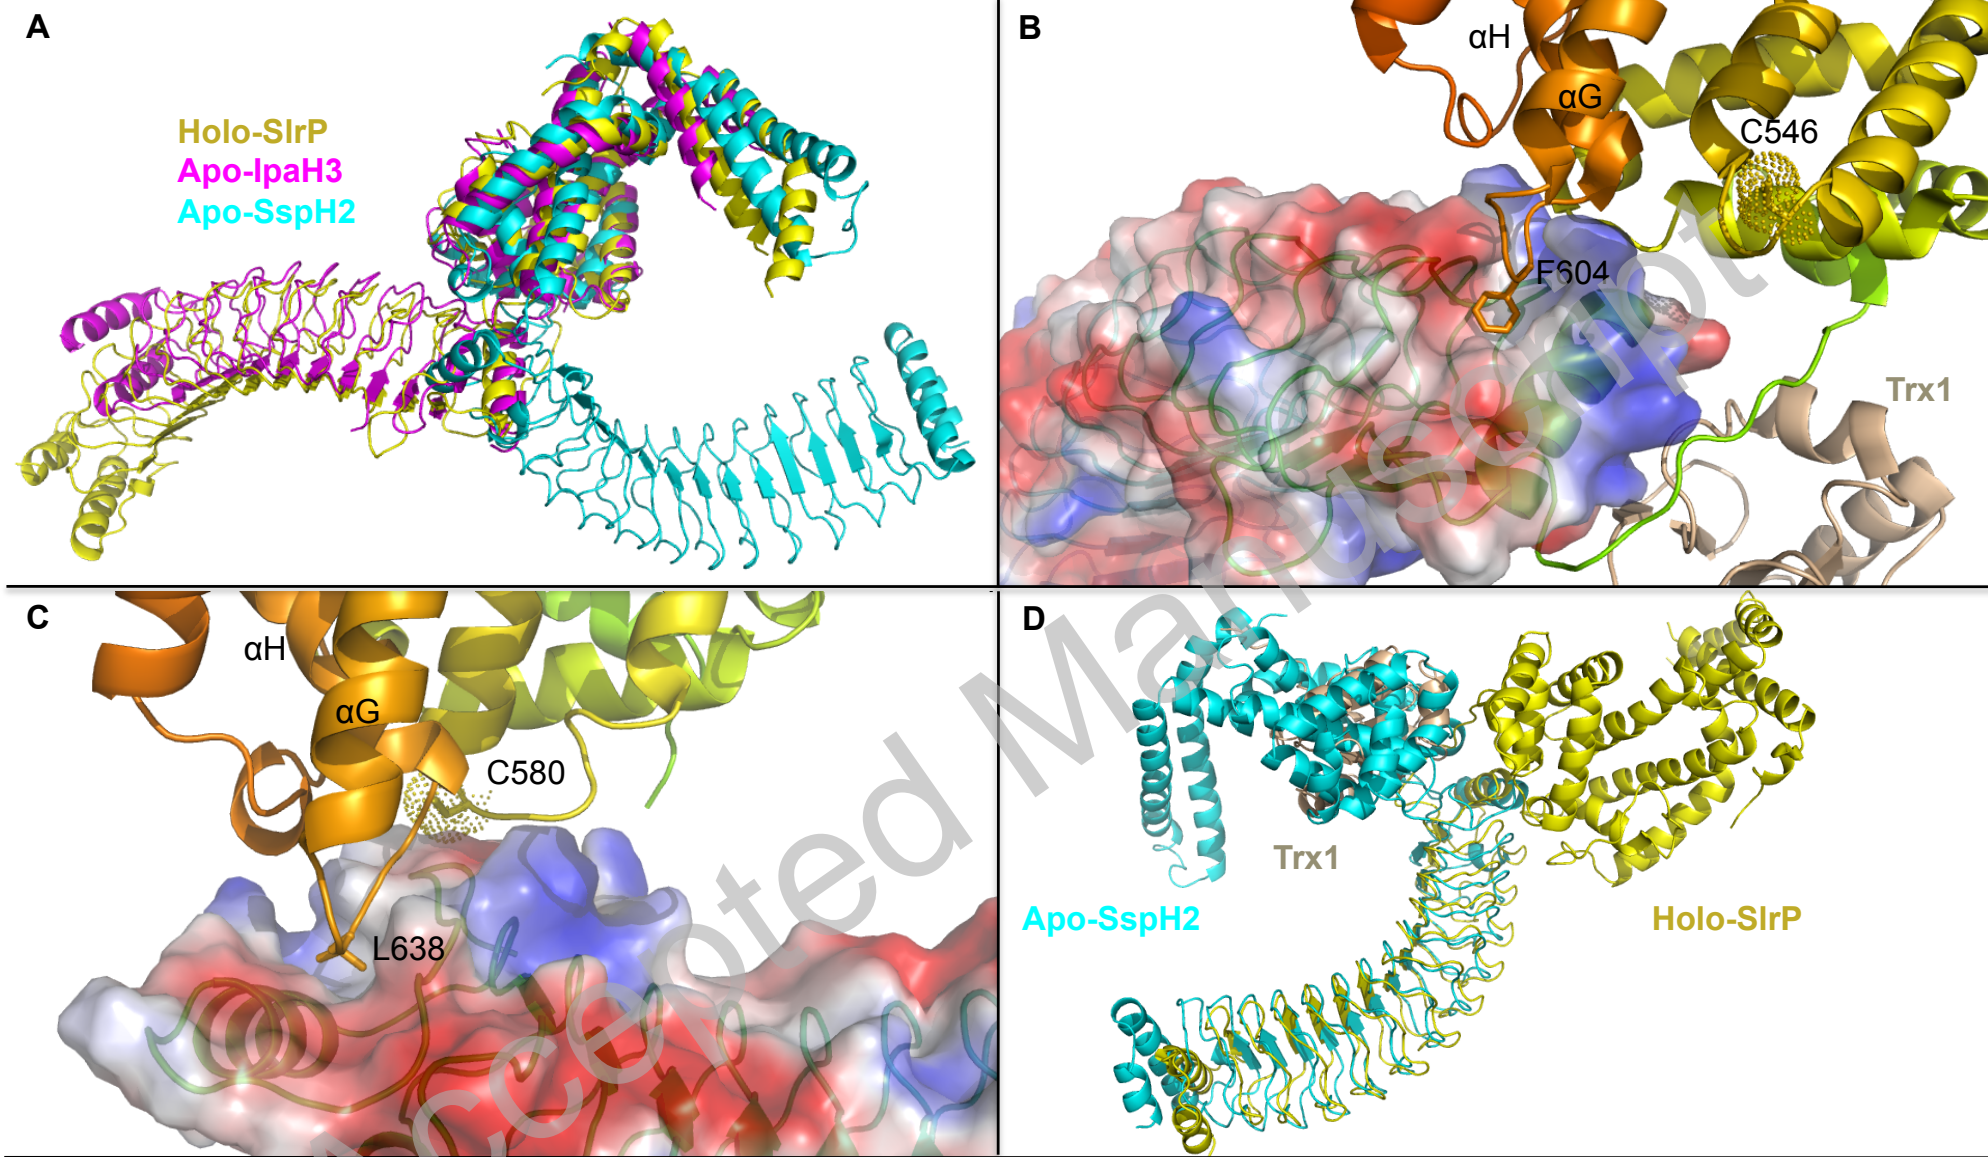 A
Holo-SlrP
Apo-IpaH3
Apo-SspH2
B
αH
αG
C546
F604
Trx1
C
αH
αG
C580
L638
D
Trx1
Apo-SspH2
Holo-SlrP
Accepted Manuscript